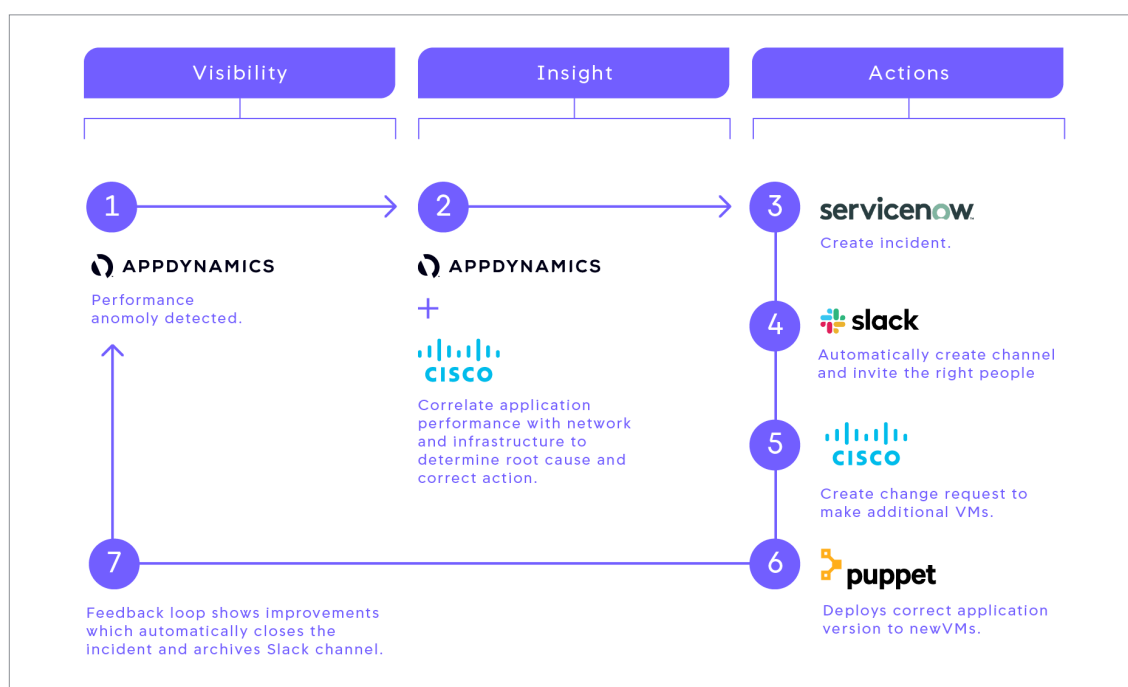 Visibility
Insight
Actions
1
2
3
APPDYNAMICS
Performance
anomoly detected.
APPDYNAMICS
+
CISCO
Correlate application
performance with network
and infrastructure to
determine root cause and
correct action.
servicenow
Create incident.
4
slack
Automatically create channel
and invite the right people
5
CISCO
Create change request to
make additional VMs.
6
puppet
Deploys correct application
version to newVMs.
7
Feedback loop shows improvements
which automatically closes the
incident and archives Slack channel.